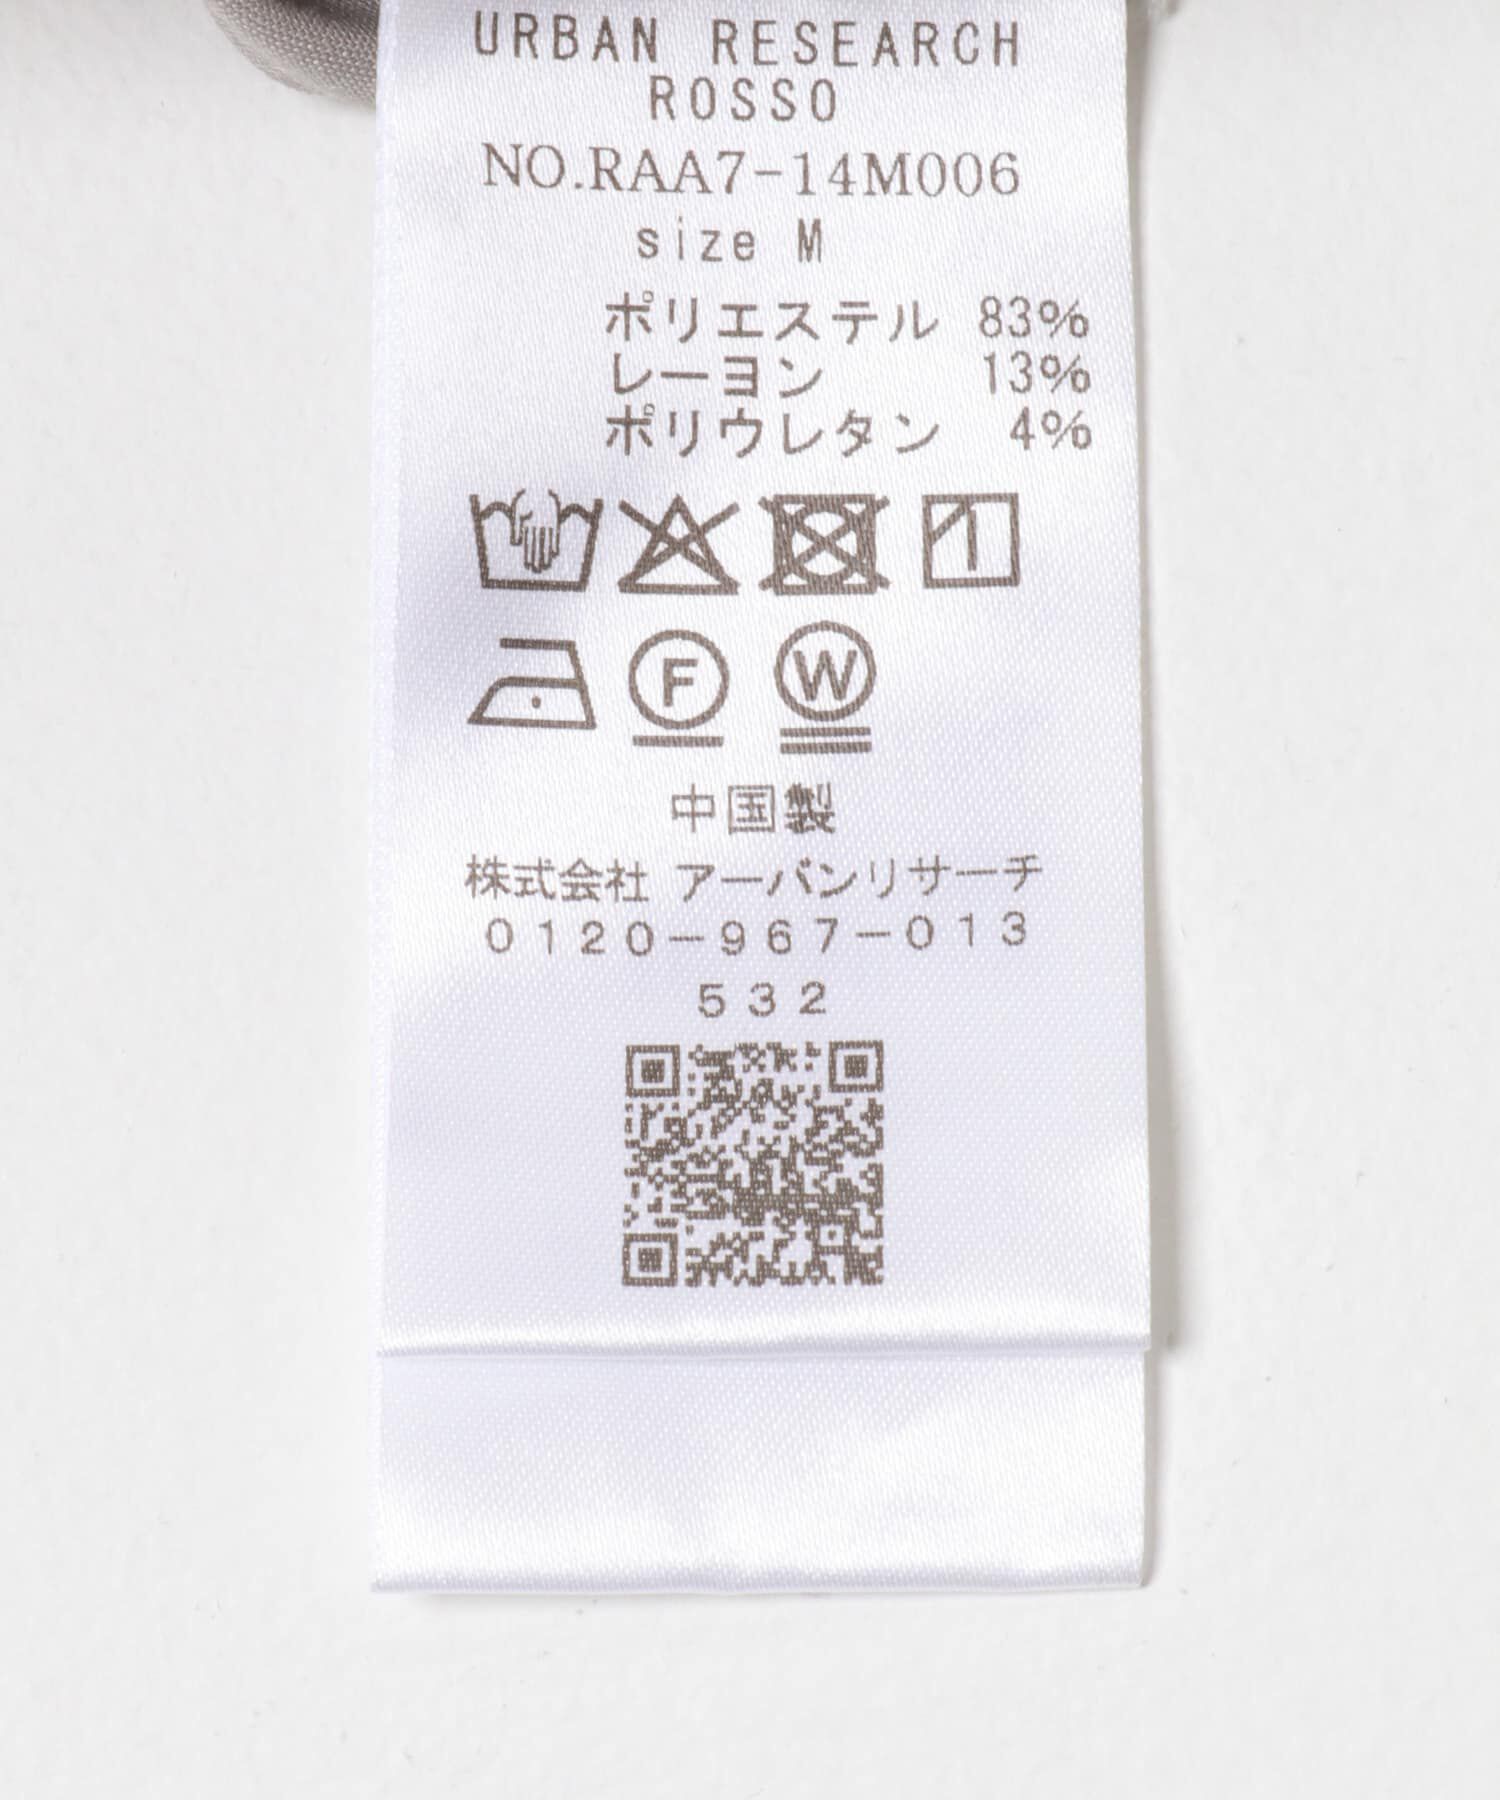 URBAN RESEARCH
ROSSO
NO.RAA7-14M006
size M
ポリエステル 83%
レーヨン 13%
ポリウレタン 4%
F W
中国製
株式会社 アーバンリサーチ
0120-967-013
532